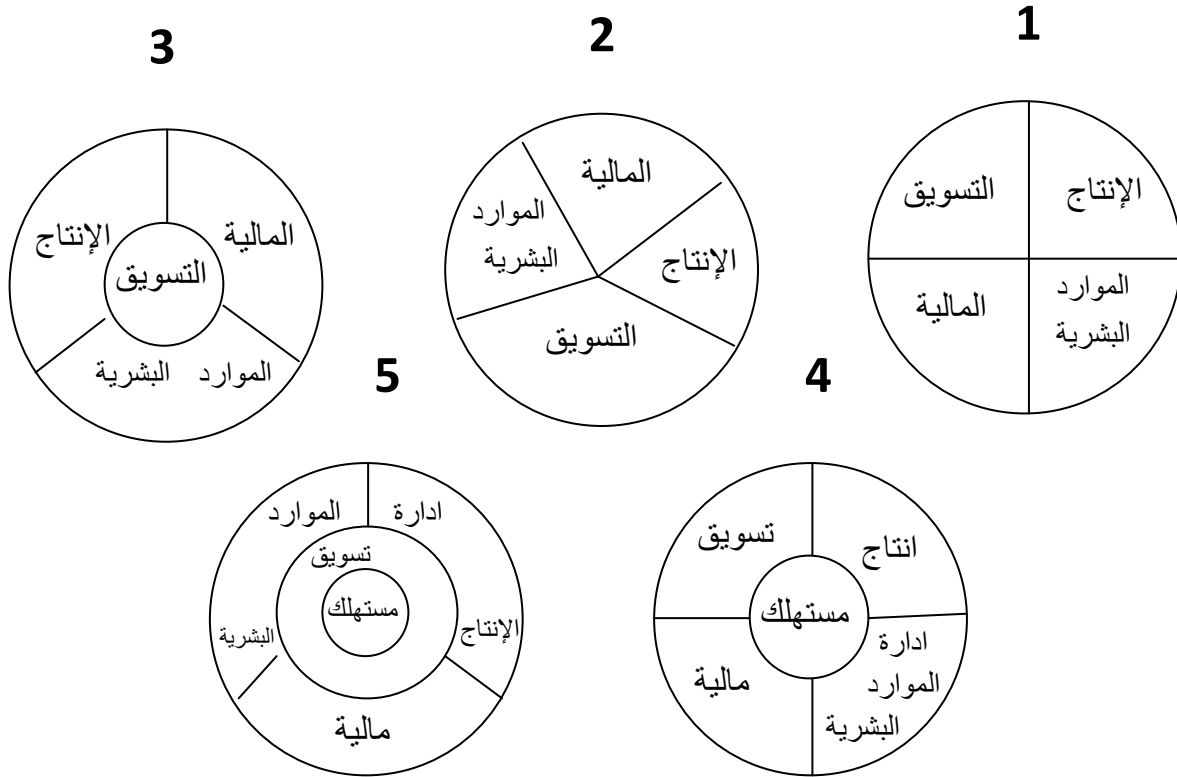 1
التسويق
الإنتاج
المالية
الموارد
البشرية
2
المالية
الموارد
البشرية
الإنتاج
التسويق
3
المالية
الإنتاج
التسويق
الموارد البشرية
4
انتاج
تسويق
مستهلك
ادارة
الموارد
البشرية
مالية
5
ادارة
الإنتاج
الموارد
البشرية
تسويق
مستهلك
مالية